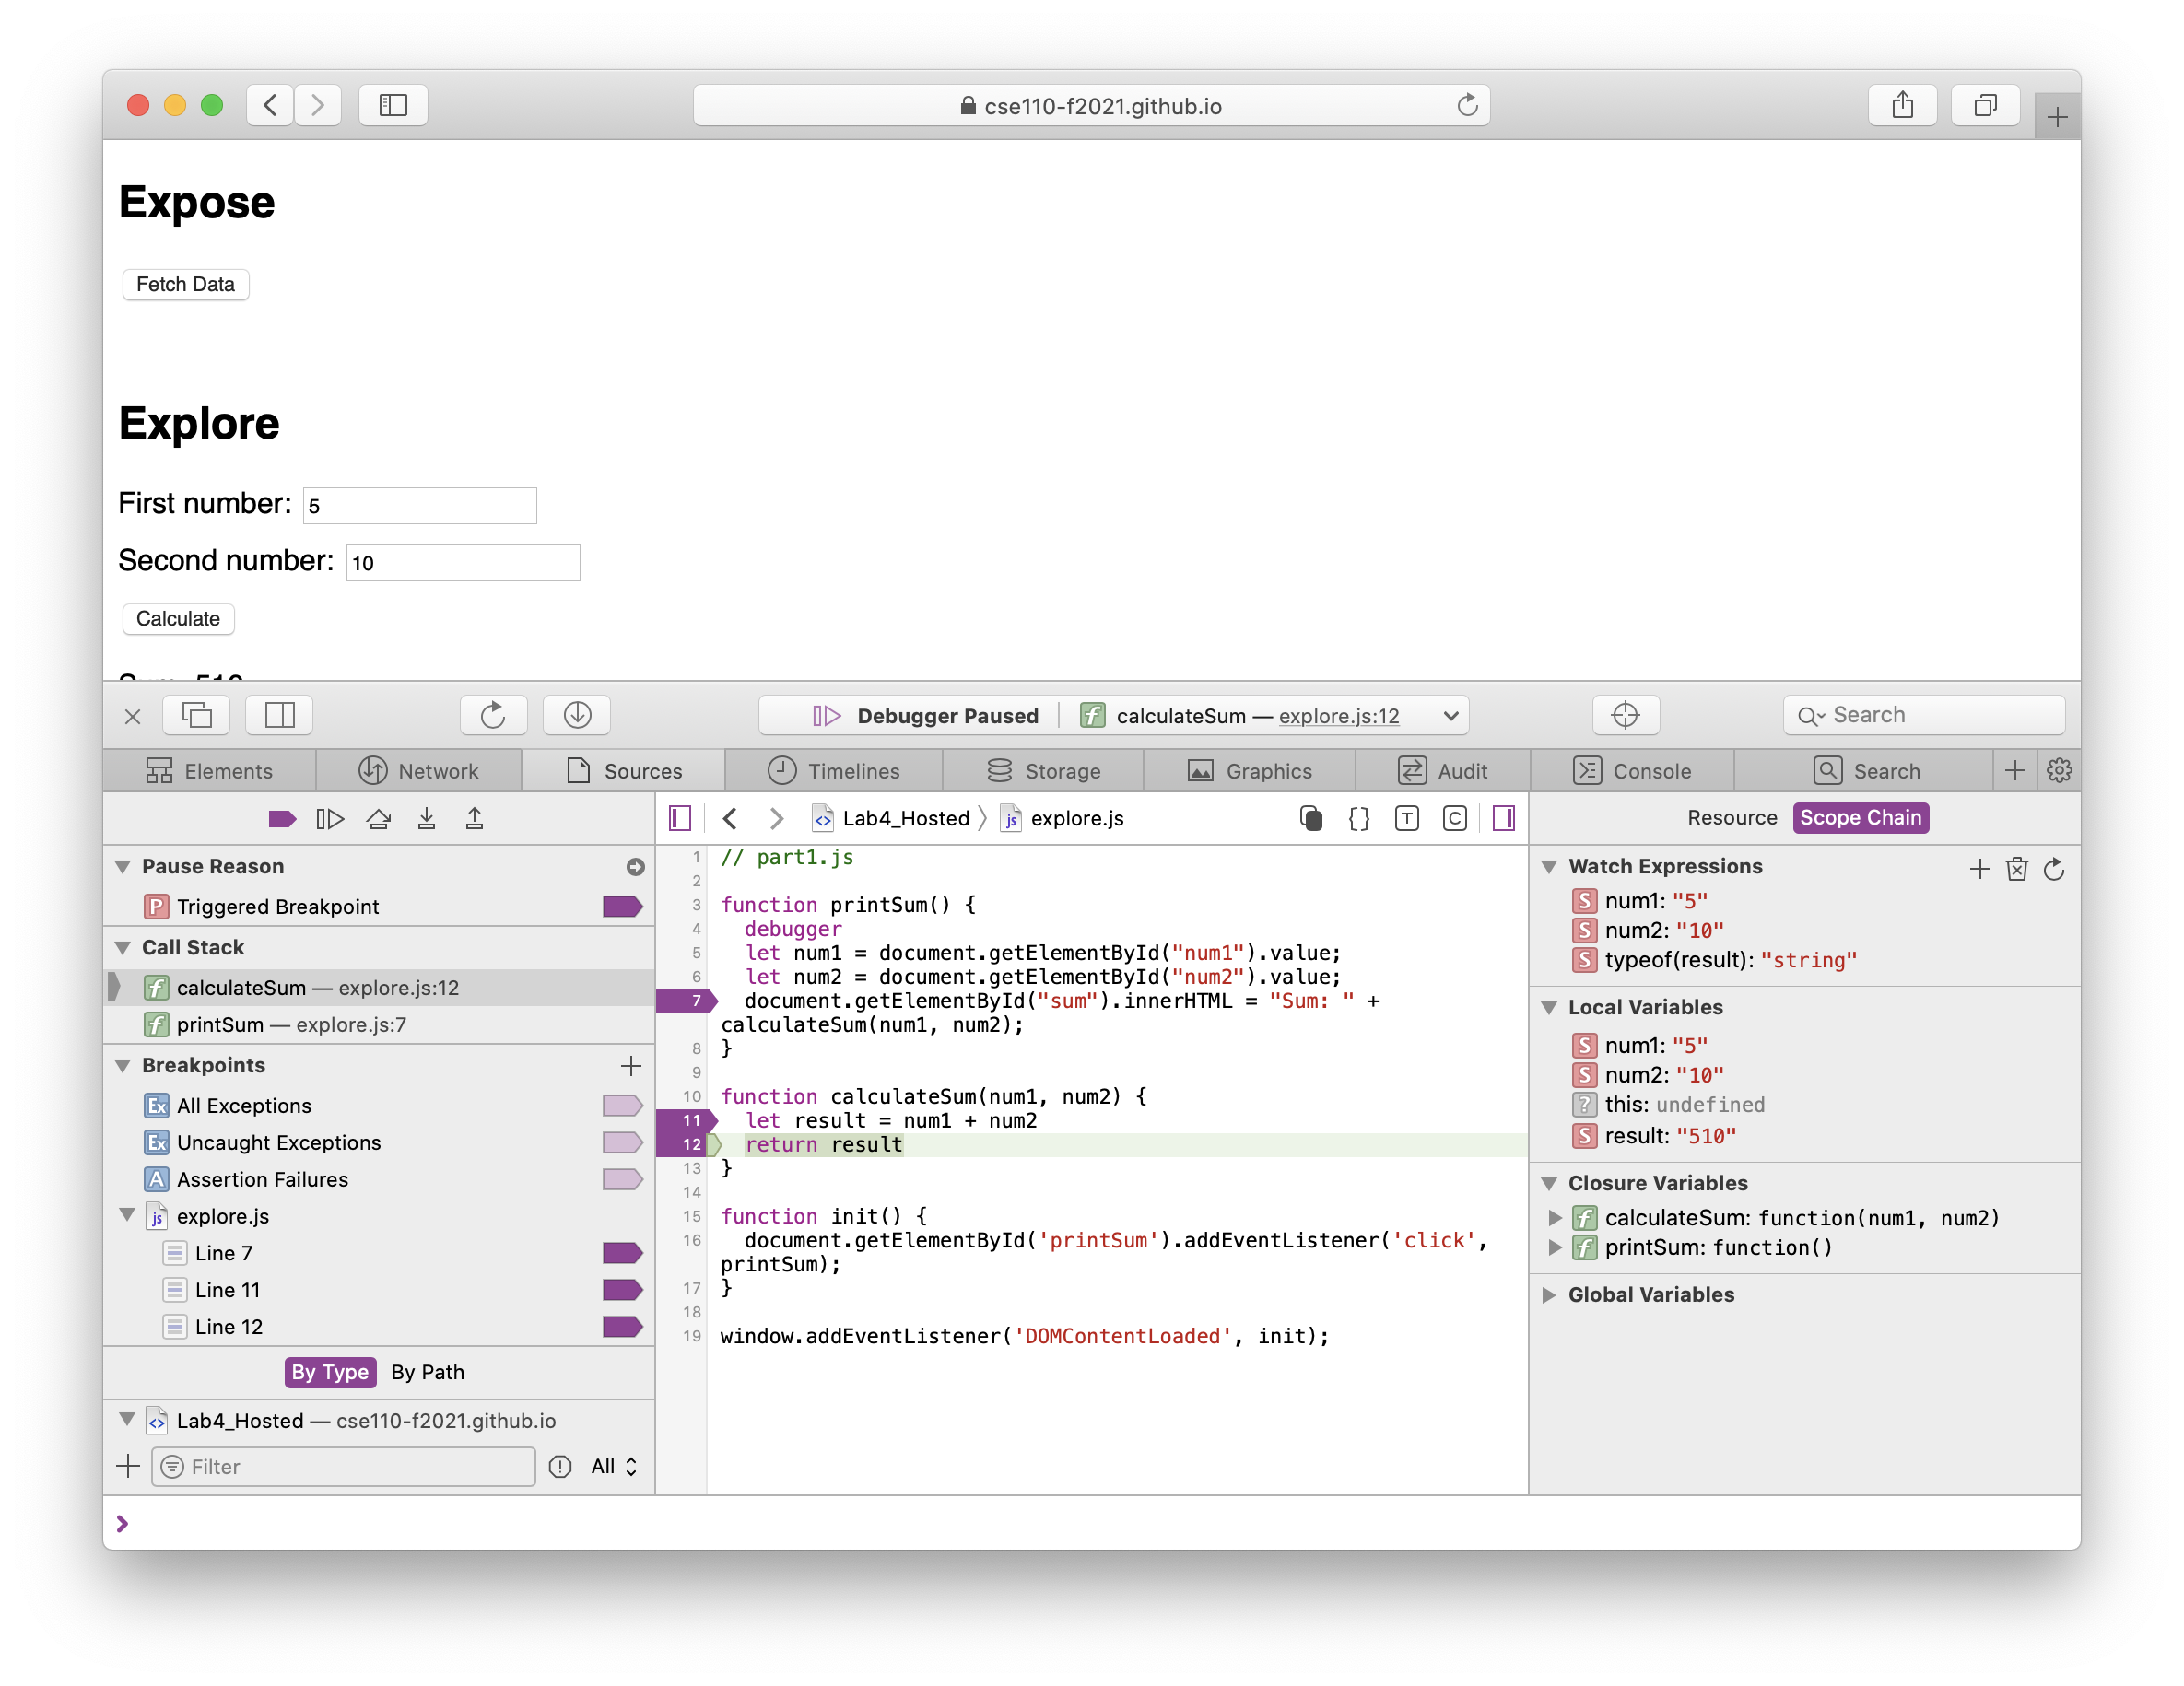 cse110-f2021.github.io
Expose
Fetch Data
Explore
First number: 5
Second number: 10
Calculate
Sum: 510
Debugger Paused
calculateSum — explore.js:12
Search
Elements
Network
Sources
Timelines
Storage
Graphics
Audit
Console
Search
Pause Reason
P Triggered Breakpoint
Call Stack
f calculateSum — explore.js:12
f printSum — explore.js:7
Breakpoints
Ex All Exceptions
Ex Uncaught Exceptions
A Assertion Failures
js explore.js
Line 7
Line 11
Line 12
By Type By Path
Lab4_Hosted — cse110-f2021.github.io
Filter
All
Lab4_Hosted
js explore.js
{} T C
1 // part1.js
2
3 function printSum() {
4 debugger
5 let num1 = document.getElementById("num1").value;
6 let num2 = document.getElementById("num2").value;
7 document.getElementById("sum").innerHTML = "Sum: " +
calculateSum(num1, num2);
8 }
9
10 function calculateSum(num1, num2) {
11 let result = num1 + num2
12 return result
13 }
14
15 function init() {
16 document.getElementById('printSum').addEventListener('click',
printSum);
17 }
18
19 window.addEventListener('DOMContentLoaded', init);
Resource Scope Chain
Watch Expressions
S num1: "5"
S num2: "10"
S typeof(result): "string"
Local Variables
S num1: "5"
S num2: "10"
? this: undefined
S result: "510"
Closure Variables
f calculateSum: function(num1, num2)
f printSum: function()
Global Variables